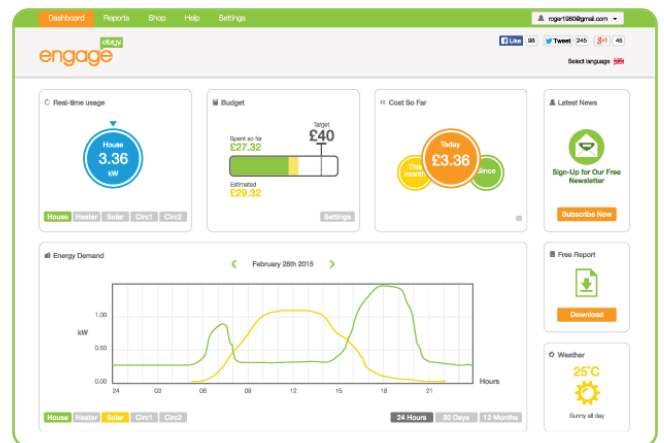 Dashboard Reports Shop Help Settings
roger1980@gmail.com
efergy
engage
Like 98 Tweet 245 +1 46
Select language
Real-time usage
House
3.36
kW
House Heater Solar Circ1 Circ2
Budget
Target
£40
Spent so far
£27.32
Estimated
£29.32
Settings
Cost So Far
Today
£3.36
This
month
Since
Latest News
Sign-Up for Our Free
Newsletter
Subscribe Now
Energy Demand
February 28th 2015
1.00
kW
0.50
0.00
24 03 06 09 12 15 18 21
Hours
House Heater Solar Circ1 Circ2
24 Hours 30 Days 12 Months
Free Report
Download
Weather
25°C
Sunny all day